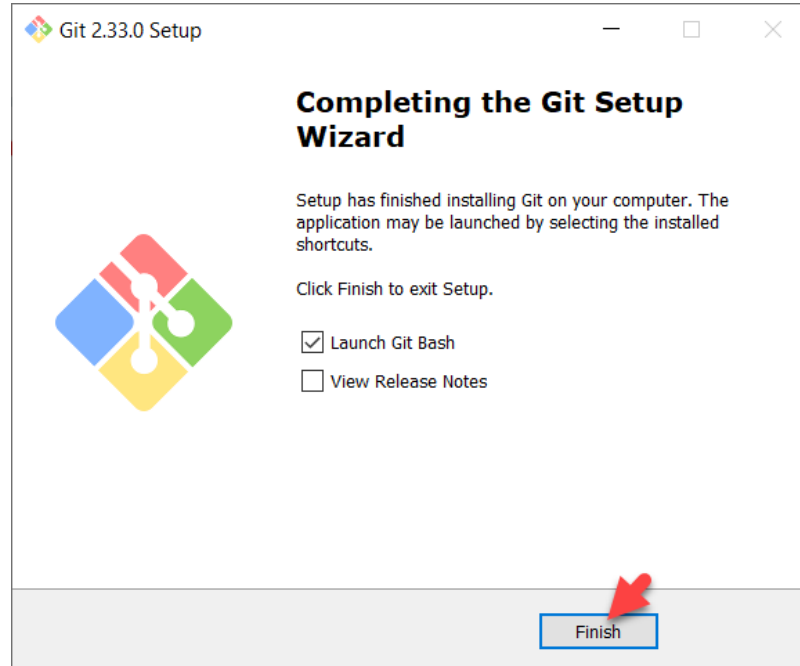 Git 2.33.0 Setup
Completing the Git Setup
Wizard
Setup has finished installing Git on your computer. The
application may be launched by selecting the installed
shortcuts.
Click Finish to exit Setup.
Launch Git Bash
View Release Notes
Finish